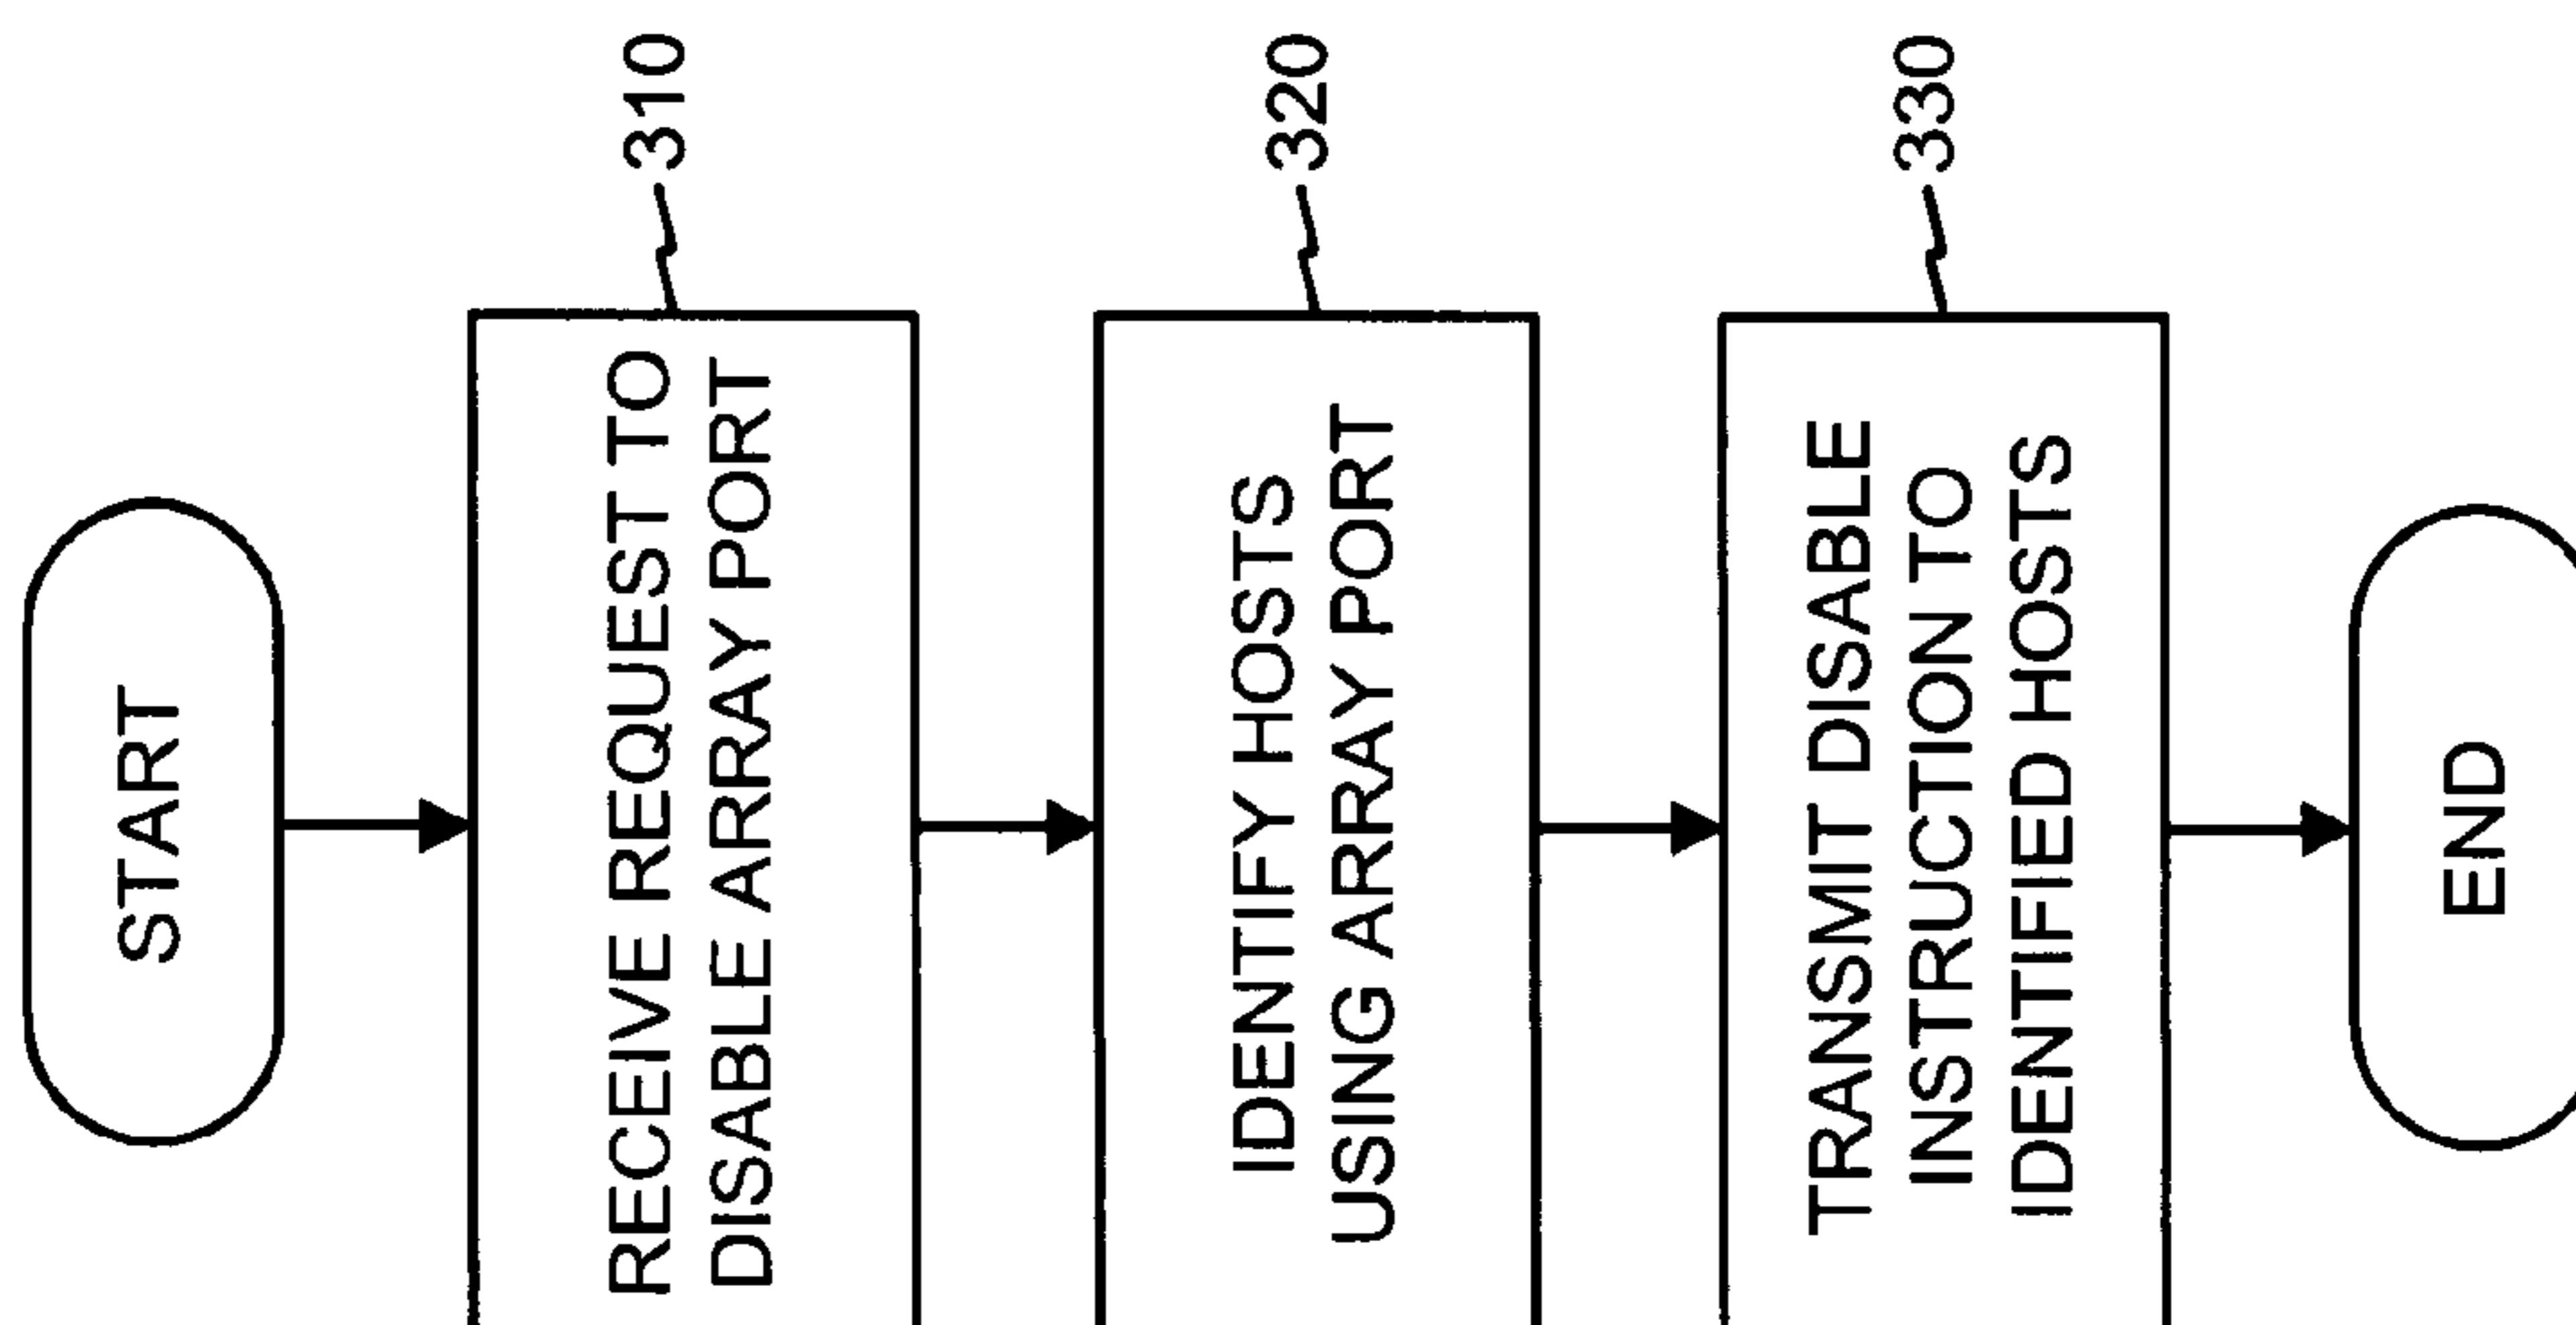 START
RECEIVE REQUEST TO
DISABLE ARRAY PORT
310
IDENTIFY HOSTS
USING ARRAY PORT
320
TRANSMIT DISABLE
INSTRUCTION TO
IDENTIFIED HOSTS
330
END